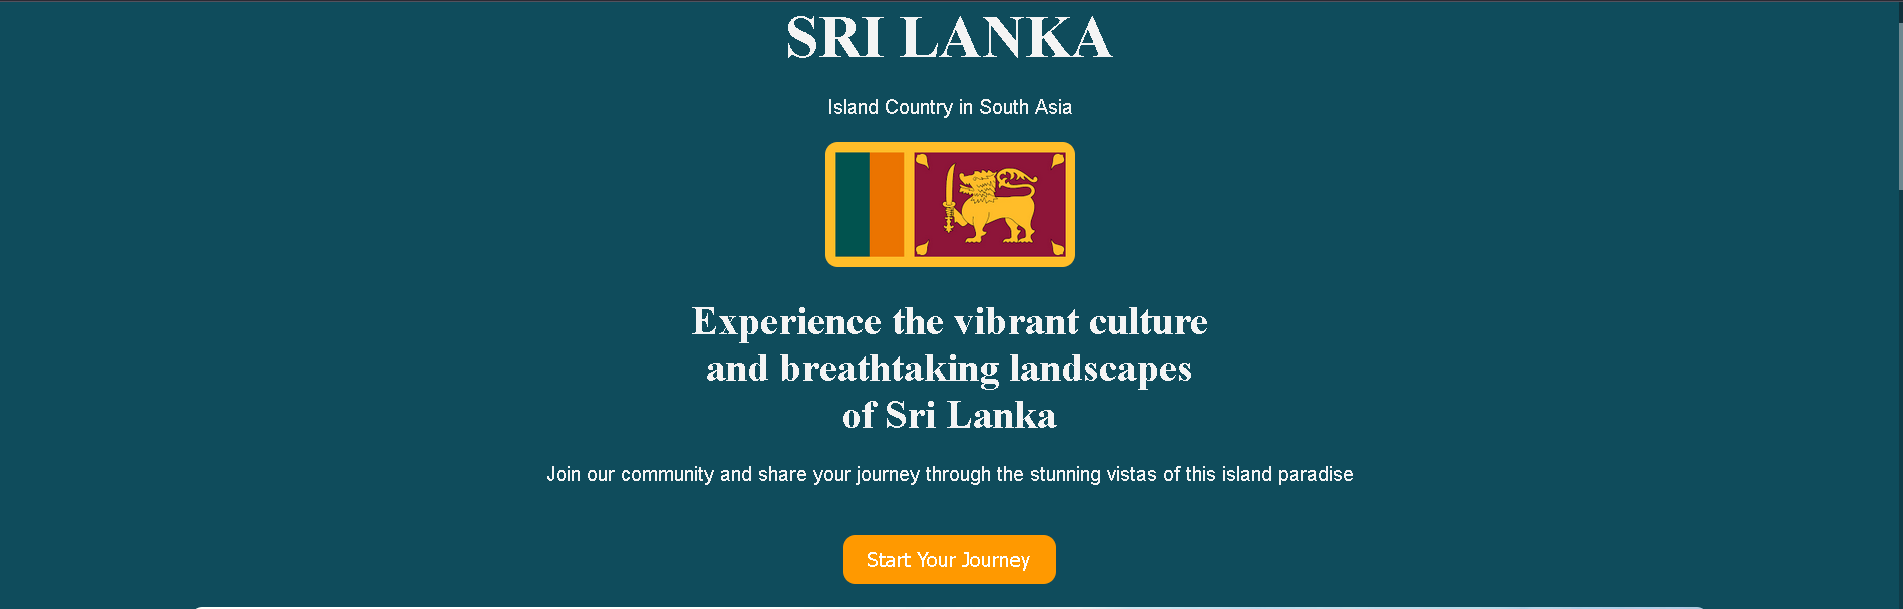 SRI LANKA
Island Country in South Asia
Experience the vibrant culture
and breathtaking landscapes
of Sri Lanka
Join our community and share your journey through the stunning vistas of this island paradise
Start Your Journey